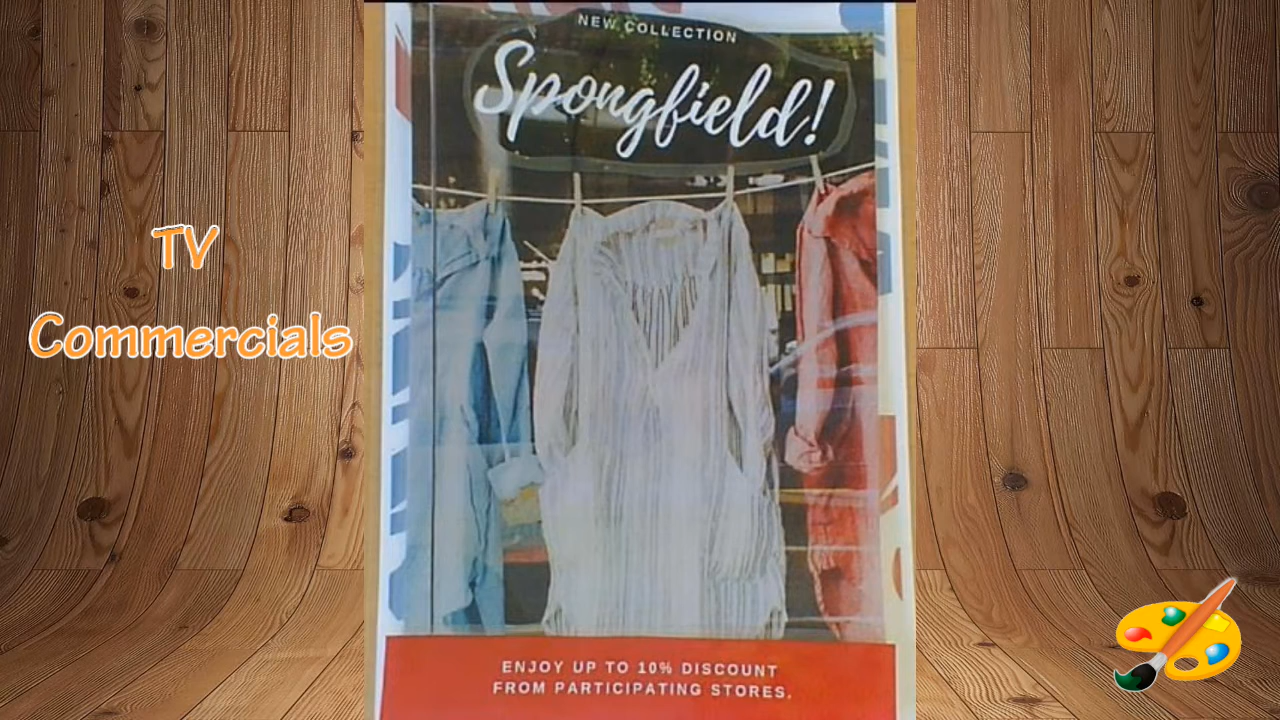 TV
Commercials
NEW COLLECTION
Spongfield!
ENJOY UP TO 10% DISCOUNT
FROM PARTICIPATING STORES.